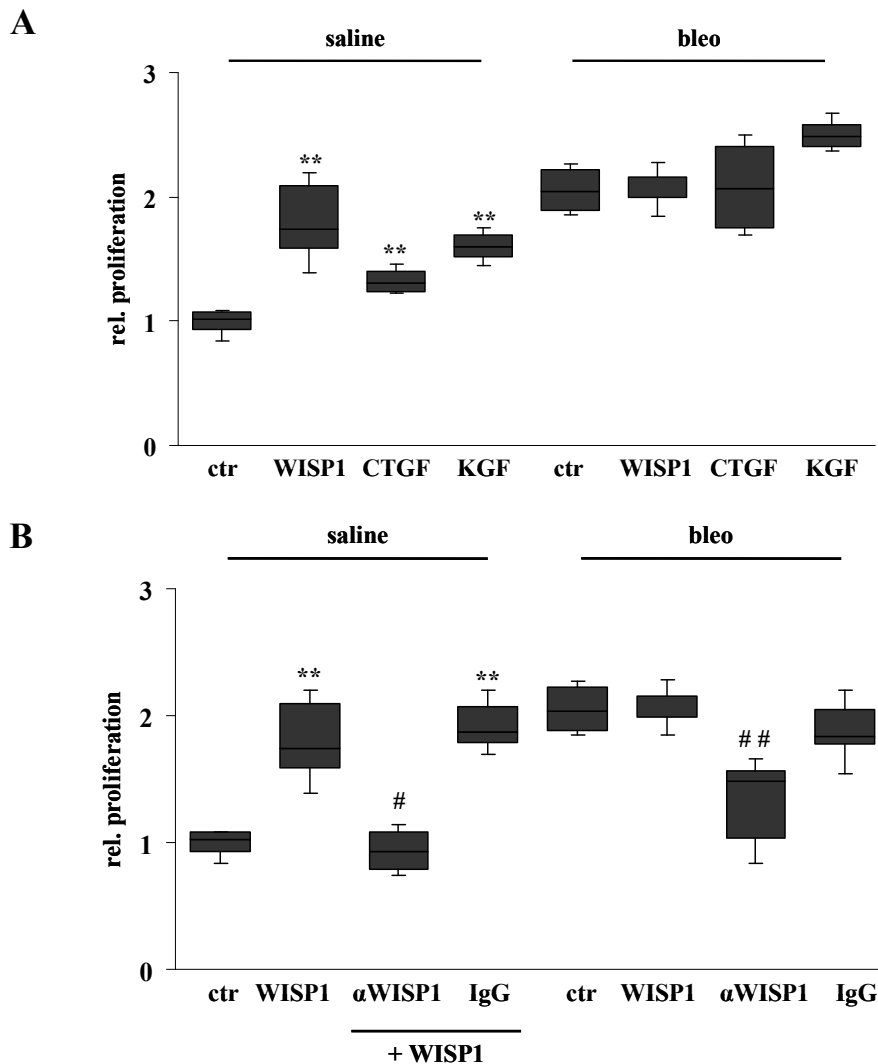 A
saline bleo
3
** ** **
2
1
0
rel. proliferation
ctr WISP1 CTGF KGF ctr WISP1 CTGF KGF
B
saline bleo
3
** # ** # #
2
1
0
rel. proliferation
ctr WISP1 αWISP1 IgG ctr WISP1 αWISP1 IgG
+ WISP1